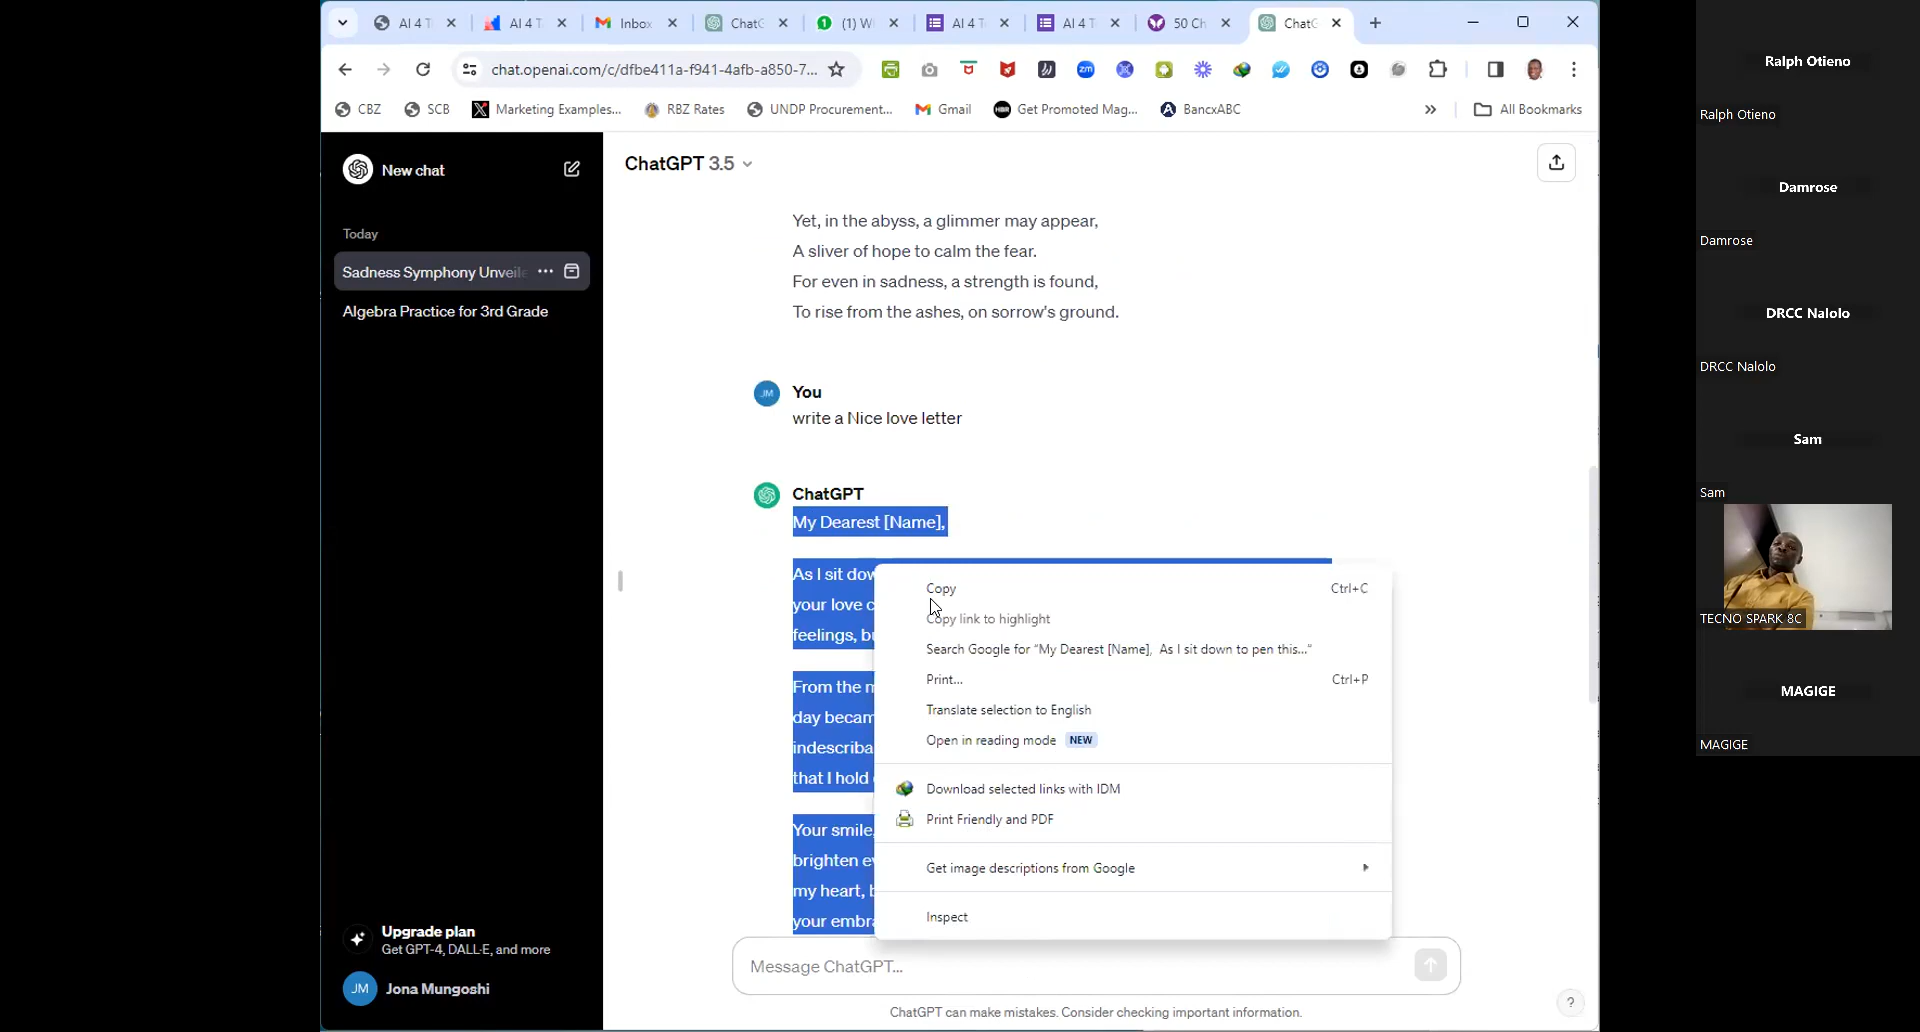 AI 4 T
AI 4 T
Inbox
ChatG
(1) W
AI 4 T
AI 4 T
50 Ch
ChatG
chat.openai.com/c/dfbe411a-f941-4afb-a850-7...
CBZ
SCB
Marketing Examples...
RBZ Rates
UNDP Procurement...
Gmail
Get Promoted Mag...
BancxABC
»
All Bookmarks
New chat
ChatGPT 3.5
Today
Sadness Symphony Unveile
Algebra Practice for 3rd Grade
Yet, in the abyss, a glimmer may appear,
A sliver of hope to calm the fear.
For even in sadness, a strength is found,
To rise from the ashes, on sorrow's ground.
JM
You
write a Nice love letter
ChatGPT
My Dearest [Name],
As I sit dow
your love c
feelings, bu
From the m
day becam
indescriba
that I hold
Your smile,
brighten ev
my heart, b
your embra
Copy Ctrl+C
Copy link to highlight
Search Google for “My Dearest [Name], As I sit down to pen this...”
Print... Ctrl+P
Translate selection to English
Open in reading mode NEW
Download selected links with IDM
Print Friendly and PDF
Get image descriptions from Google
Inspect
Message ChatGPT...
ChatGPT can make mistakes. Consider checking important information.
?
Upgrade plan
Get GPT-4, DALL·E, and more
JM
Jona Mungoshi
Ralph Otieno
Ralph Otieno
Damrose
Damrose
DRCC Nalolo
DRCC Nalolo
Sam
Sam
TECNO SPARK 8C
MAGIGE
MAGIGE